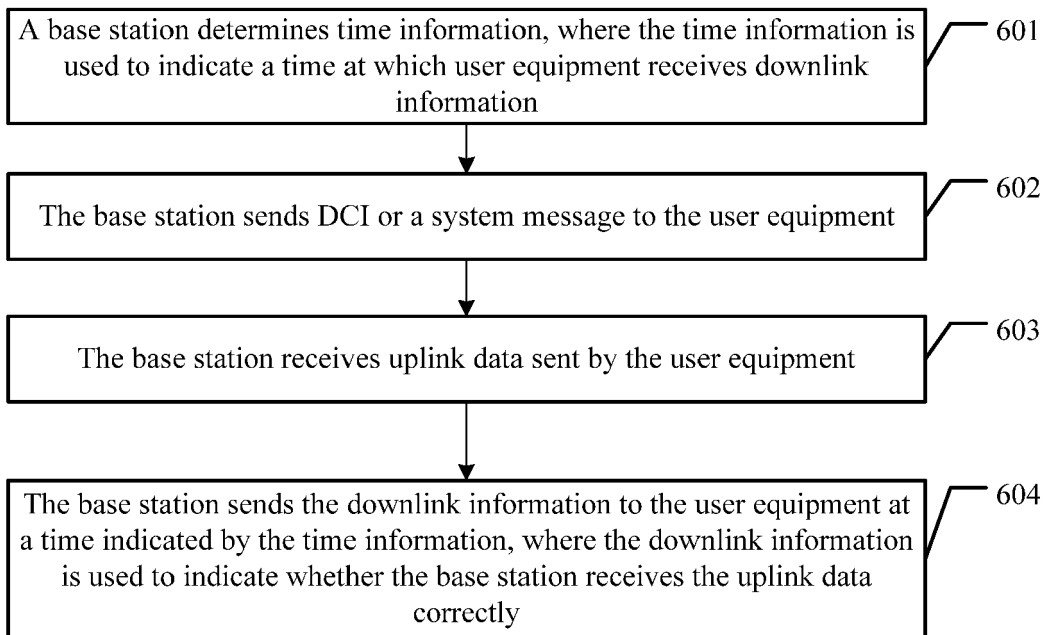 A base station determines time information, where the time information is
used to indicate a time at which user equipment receives downlink
information
601
The base station sends DCI or a system message to the user equipment
602
The base station receives uplink data sent by the user equipment
603
The base station sends the downlink information to the user equipment at
a time indicated by the time information, where the downlink information
is used to indicate whether the base station receives the uplink data
correctly
604